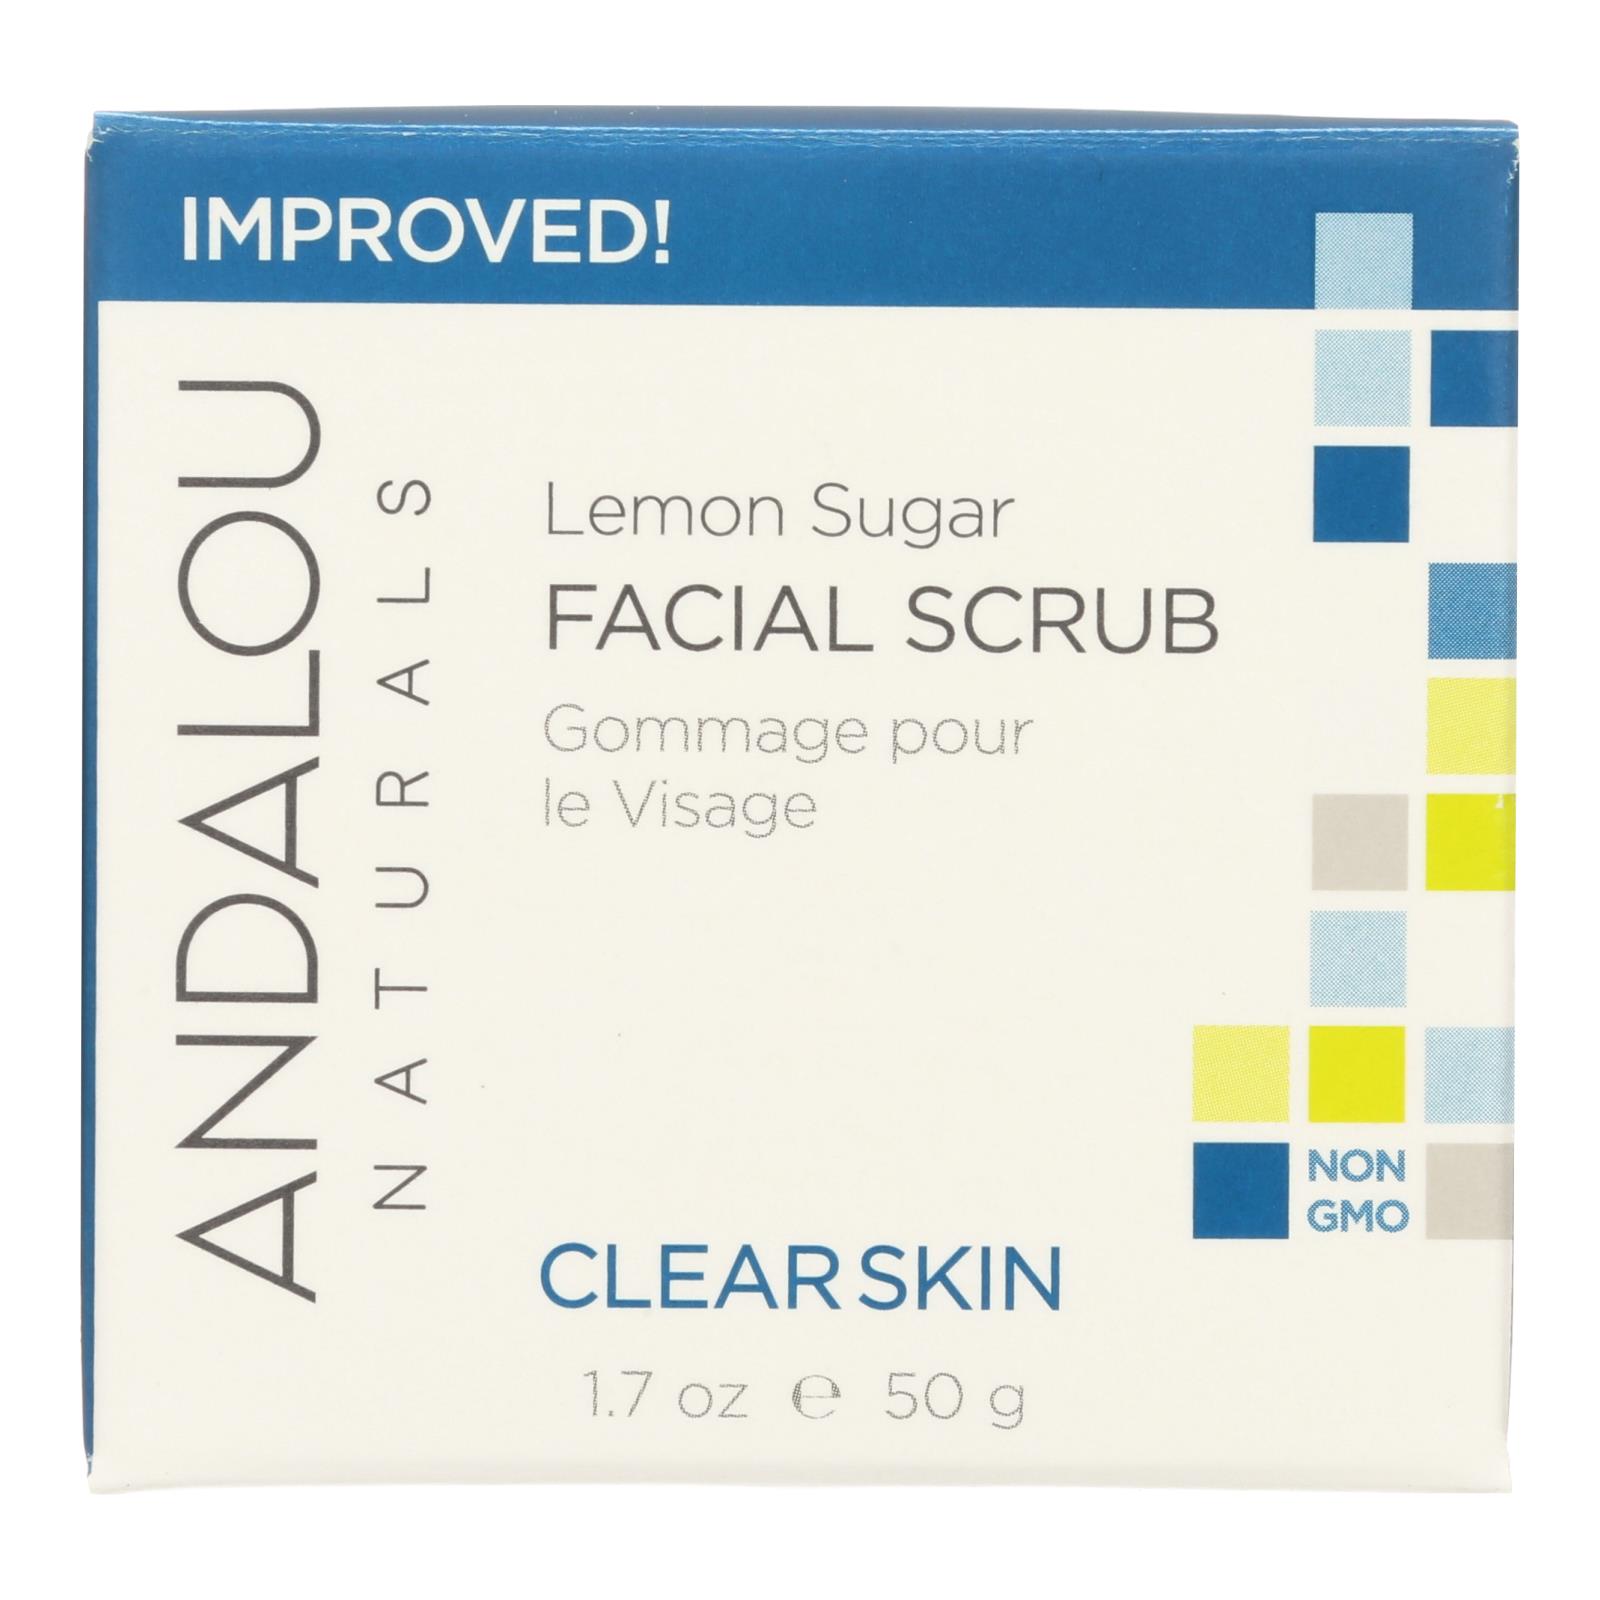 IMPROVED!
ANDALOU
NATURALS
Lemon Sugar
FACIAL SCRUB
Gommage pour
le Visage
NON
GMO
CLEAR SKIN
1.7 oz ℮ 50 g